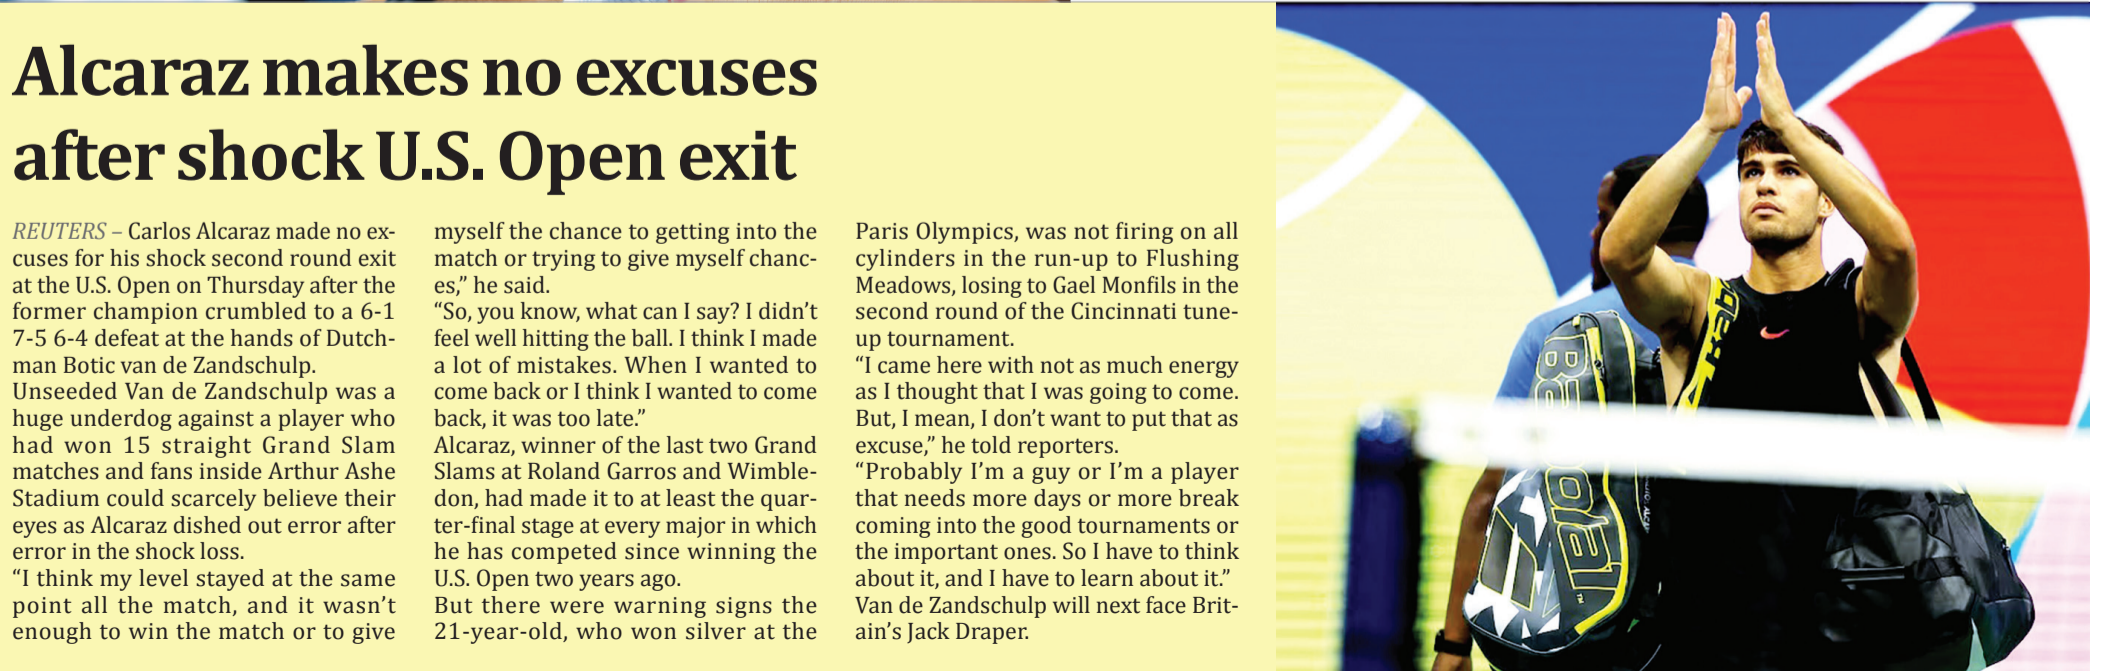 Alcaraz makes no excuses
after shock U.S. Open exit
REUTERS – Carlos Alcaraz made no ex-
cuses for his shock second round exit
at the U.S. Open on Thursday after the
former champion crumbled to a 6-1
7-5 6-4 defeat at the hands of Dutch-
man Botic van de Zandschulp.
Unseeded Van de Zandschulp was a
huge underdog against a player who
had won 15 straight Grand Slam
matches and fans inside Arthur Ashe
Stadium could scarcely believe their
eyes as Alcaraz dished out error after
error in the shock loss.
“I think my level stayed at the same
point all the match, and it wasn’t
enough to win the match or to give
myself the chance to getting into the
match or trying to give myself chanc-
es,” he said.
“So, you know, what can I say? I didn’t
feel well hitting the ball. I think I made
a lot of mistakes. When I wanted to
come back or I think I wanted to come
back, it was too late.”
Alcaraz, winner of the last two Grand
Slams at Roland Garros and Wimble-
don, had made it to at least the quar-
ter-final stage at every major in which
he has competed since winning the
U.S. Open two years ago.
But there were warning signs the
21-year-old, who won silver at the
Paris Olympics, was not firing on all
cylinders in the run-up to Flushing
Meadows, losing to Gael Monfils in the
second round of the Cincinnati tune-
up tournament.
“I came here with not as much energy
as I thought that I was going to come.
But, I mean, I don’t want to put that as
excuse,” he told reporters.
“Probably I’m a guy or I’m a player
that needs more days or more break
coming into the good tournaments or
the important ones. So I have to think
about it, and I have to learn about it.”
Van de Zandschulp will next face Brit-
ain’s Jack Draper.